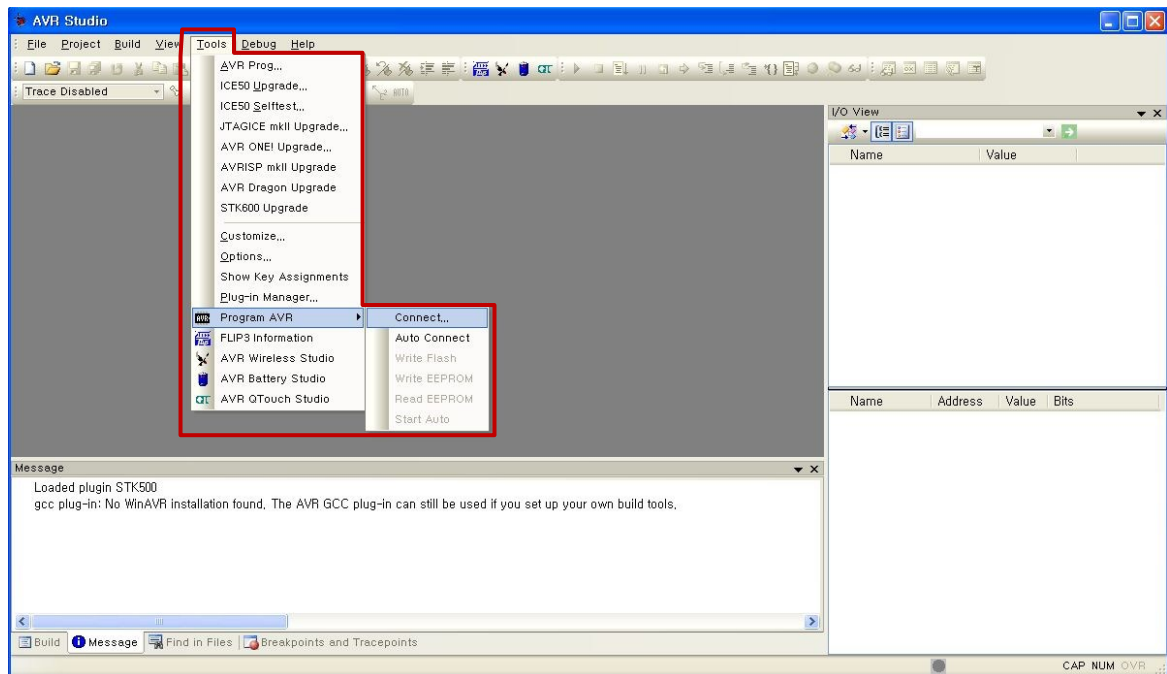 AVR Studio
File Project Build View Tools Debug Help
Trace Disabled
AUTO
AVR Prog...
ICE50 Upgrade...
ICE50 Selftest...
JTAGICE mkII Upgrade...
AVR ONE! Upgrade...
AVRISP mkII Upgrade
AVR Dragon Upgrade
STK600 Upgrade
Customize...
Options...
Show Key Assignments
Plug-in Manager...
AVR Program AVR
FLIP3 Information
AVR Wireless Studio
AVR Battery Studio
QT AVR QTouch Studio
Connect...
Auto Connect
Write Flash
Write EEPROM
Read EEPROM
Start Auto
I/O View
Name Value
Name Address Value Bits
Message
Loaded plugin STK500
gcc plug-in: No WinAVR installation found, The AVR GCC plug-in can still be used if you set up your own build tools,
Build Message Find in Files Breakpoints and Tracepoints
CAP NUM OVR